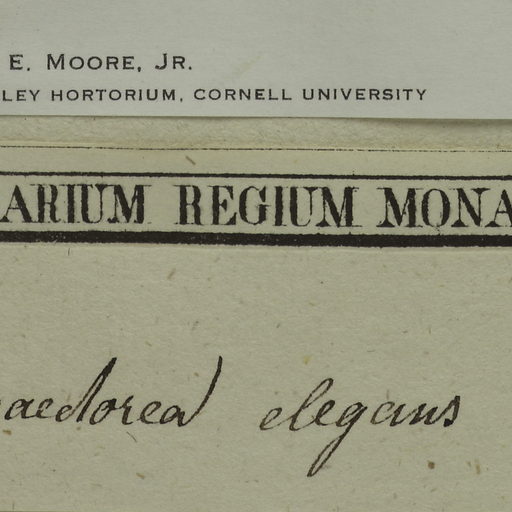 E. MOORE, JR.
LEY HORTORIUM, CORNELL UNIVERSITY
ARIUM REGIUM MONA
aedorea elegans